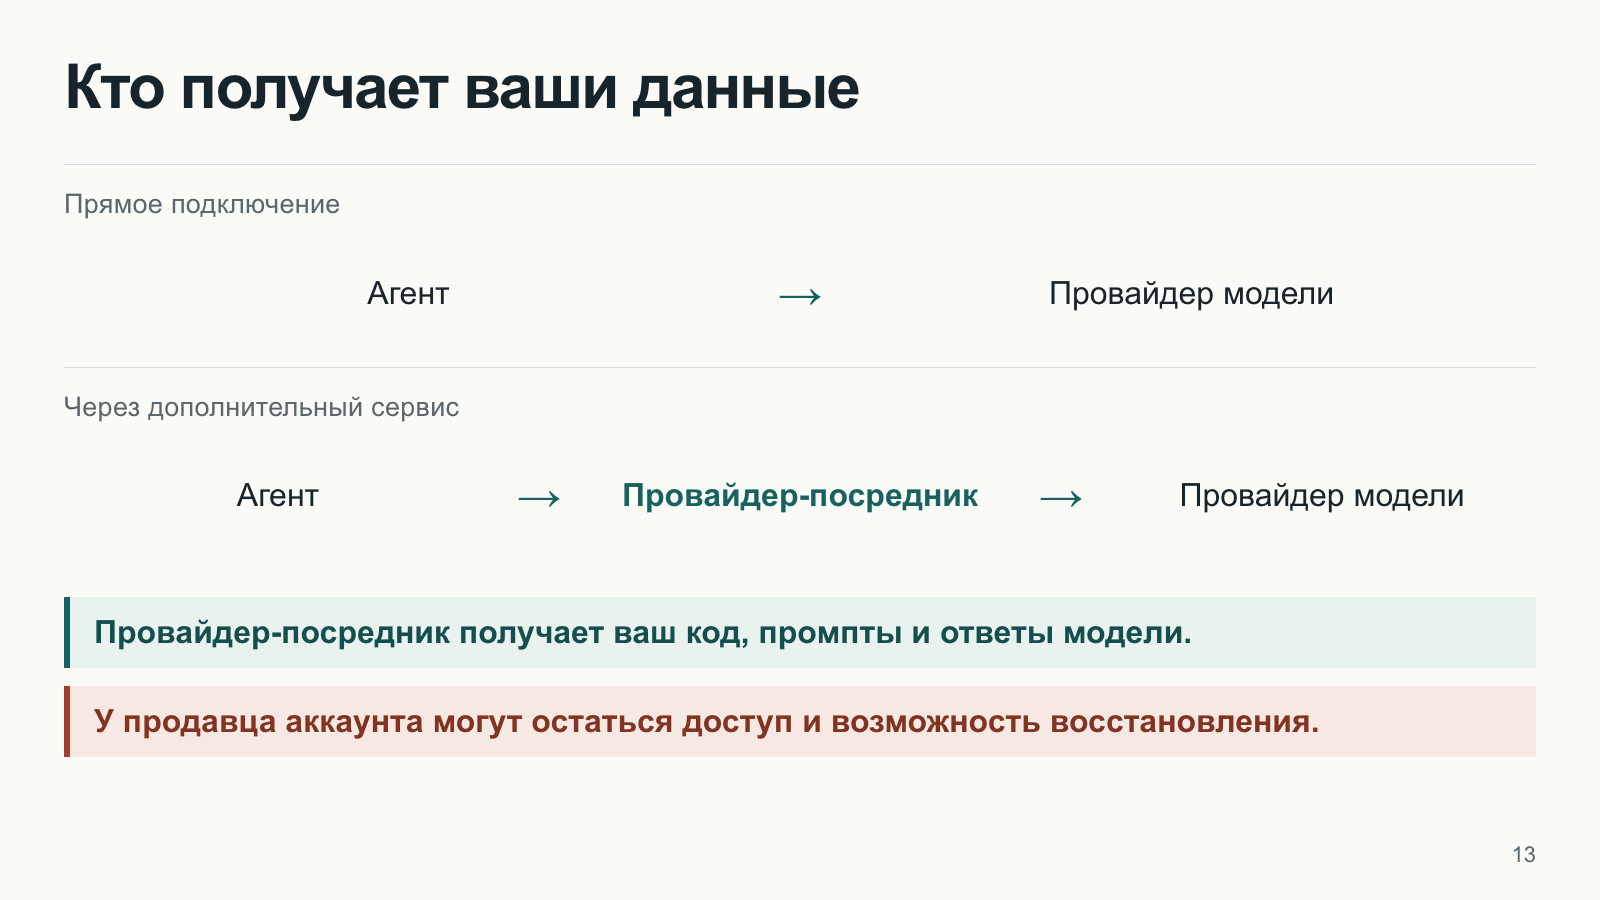 Кто получает ваши данные
Прямое подключение
Агент → Провайдер модели
Через дополнительный сервис
Агент → Провайдер-посредник → Провайдер модели
Провайдер-посредник получает ваш код, промпты и ответы модели.
У продавца аккаунта могут остаться доступ и возможность восстановления.
13